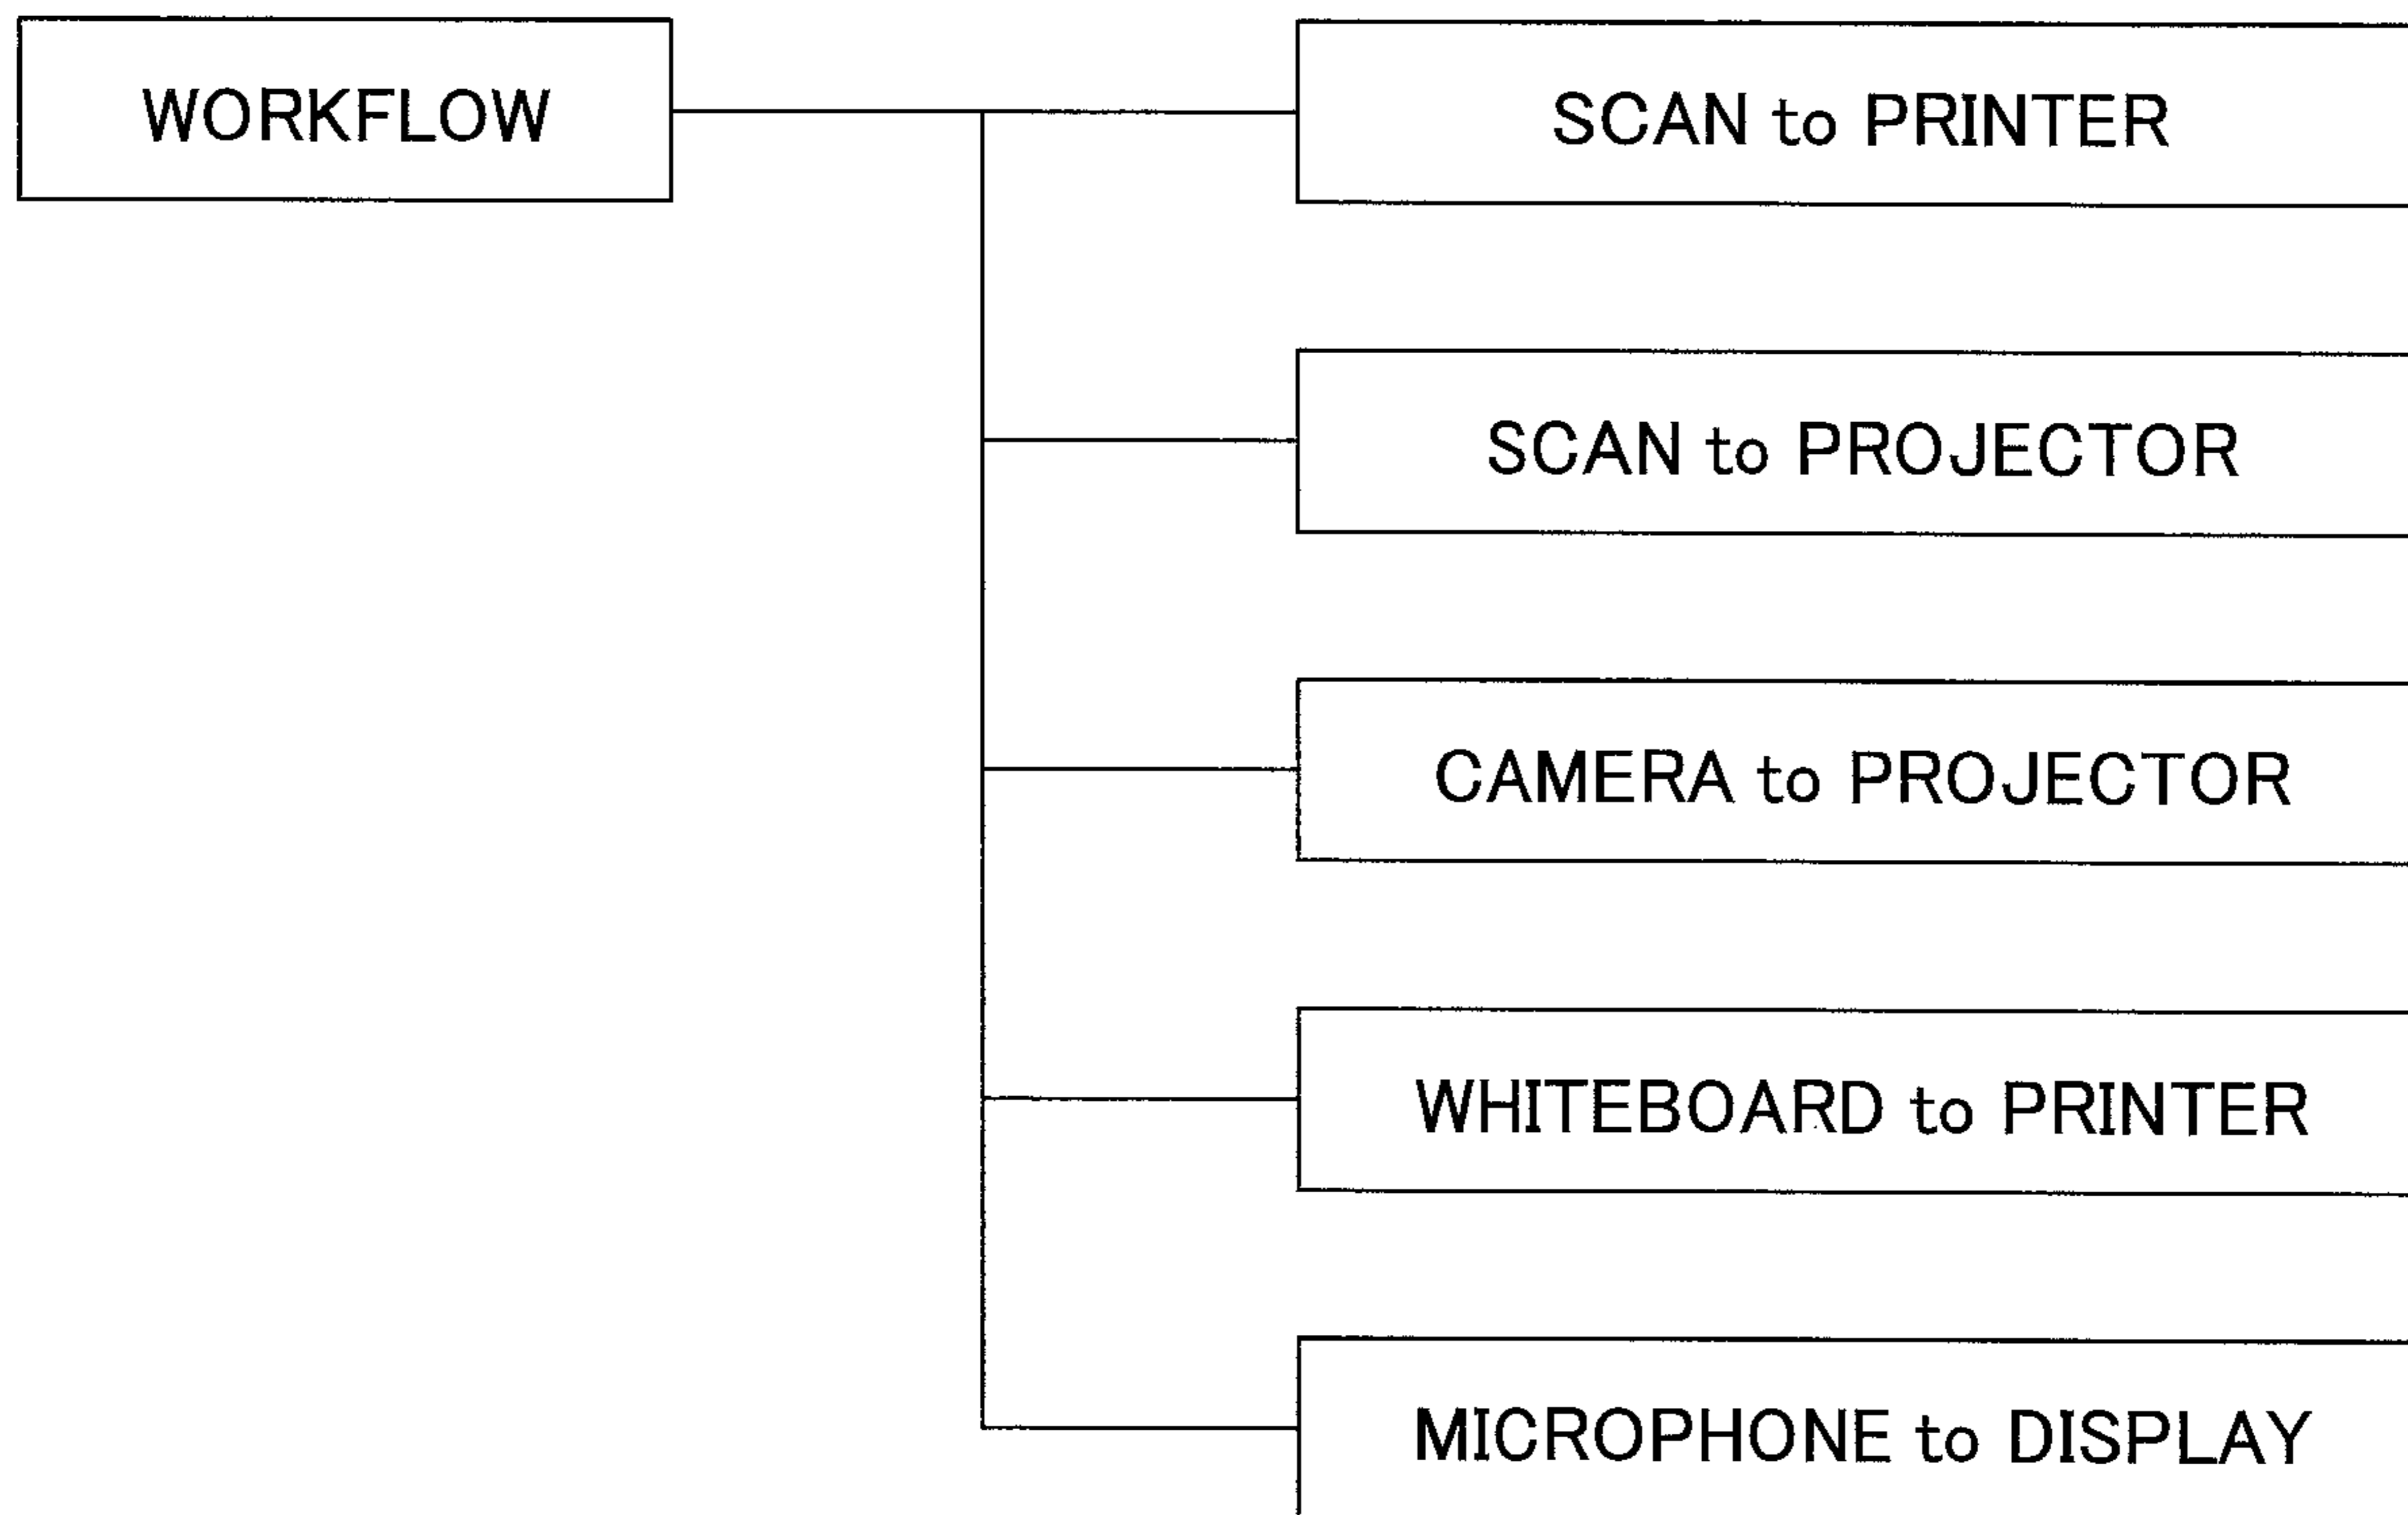 WORKFLOW
SCAN to PRINTER
SCAN to PROJECTOR
CAMERA to PROJECTOR
WHITEBOARD to PRINTER
MICROPHONE to DISPLAY